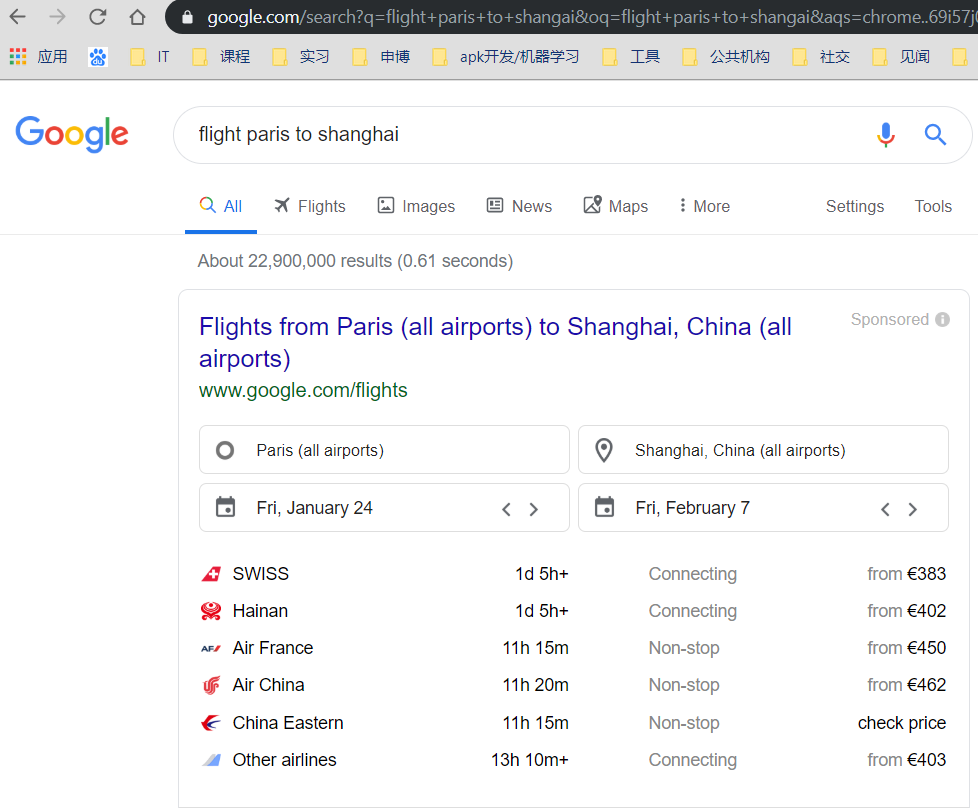 google.com/search?q=flight+paris+to+shangai&oq=flight+paris+to+shangai&aqs=chrome..69i57j
应用 IT 课程 实习 申博 apk开发/机器学习 工具 公共机构 社交 见闻
Google
flight paris to shanghai
All Flights Images News Maps More Settings Tools
About 22,900,000 results (0.61 seconds)
Flights from Paris (all airports) to Shanghai, China (all
airports)
Sponsored
www.google.com/flights
Paris (all airports) Shanghai, China (all airports)
Fri, January 24 Fri, February 7
SWISS 1d 5h+ Connecting from €383
Hainan 1d 5h+ Connecting from €402
AF Air France 11h 15m Non-stop from €450
Air China 11h 20m Non-stop from €462
China Eastern 11h 15m Non-stop check price
Other airlines 13h 10m+ Connecting from €403